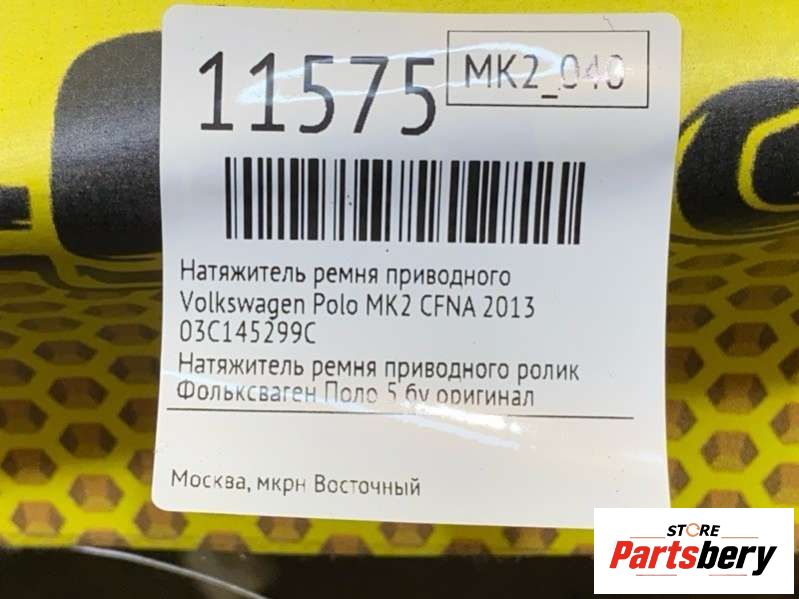 11575
MK2_040
Натяжитель ремня приводного
Volkswagen Polo MK2 CFNA 2013
03C145299C
Натяжитель ремня приводного ролик
Фольксваген Поло 5 бу оригинал
Москва, мкрн Восточный
STORE
Partsbery